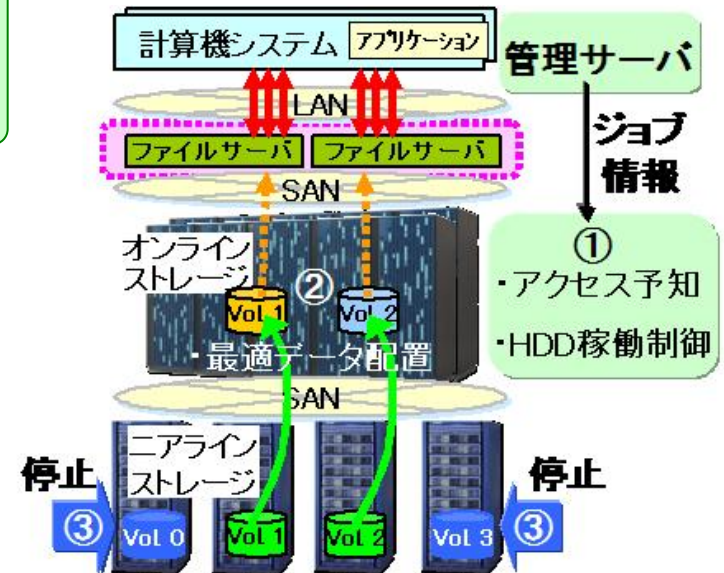 計算機システム
アプリケーション
管理サーバ
LAN
ジョブ
情報
ファイルサーバ
ファイルサーバ
SAN
オンライン
ストレージ
①
・アクセス予知
・HDD稼働制御
②
Vol 1
Vol 2
・最適データ配置
SAN
ニアライン
ストレージ
停止
停止
③
Vol 0
Vol 1
Vol 2
Vol 3
③